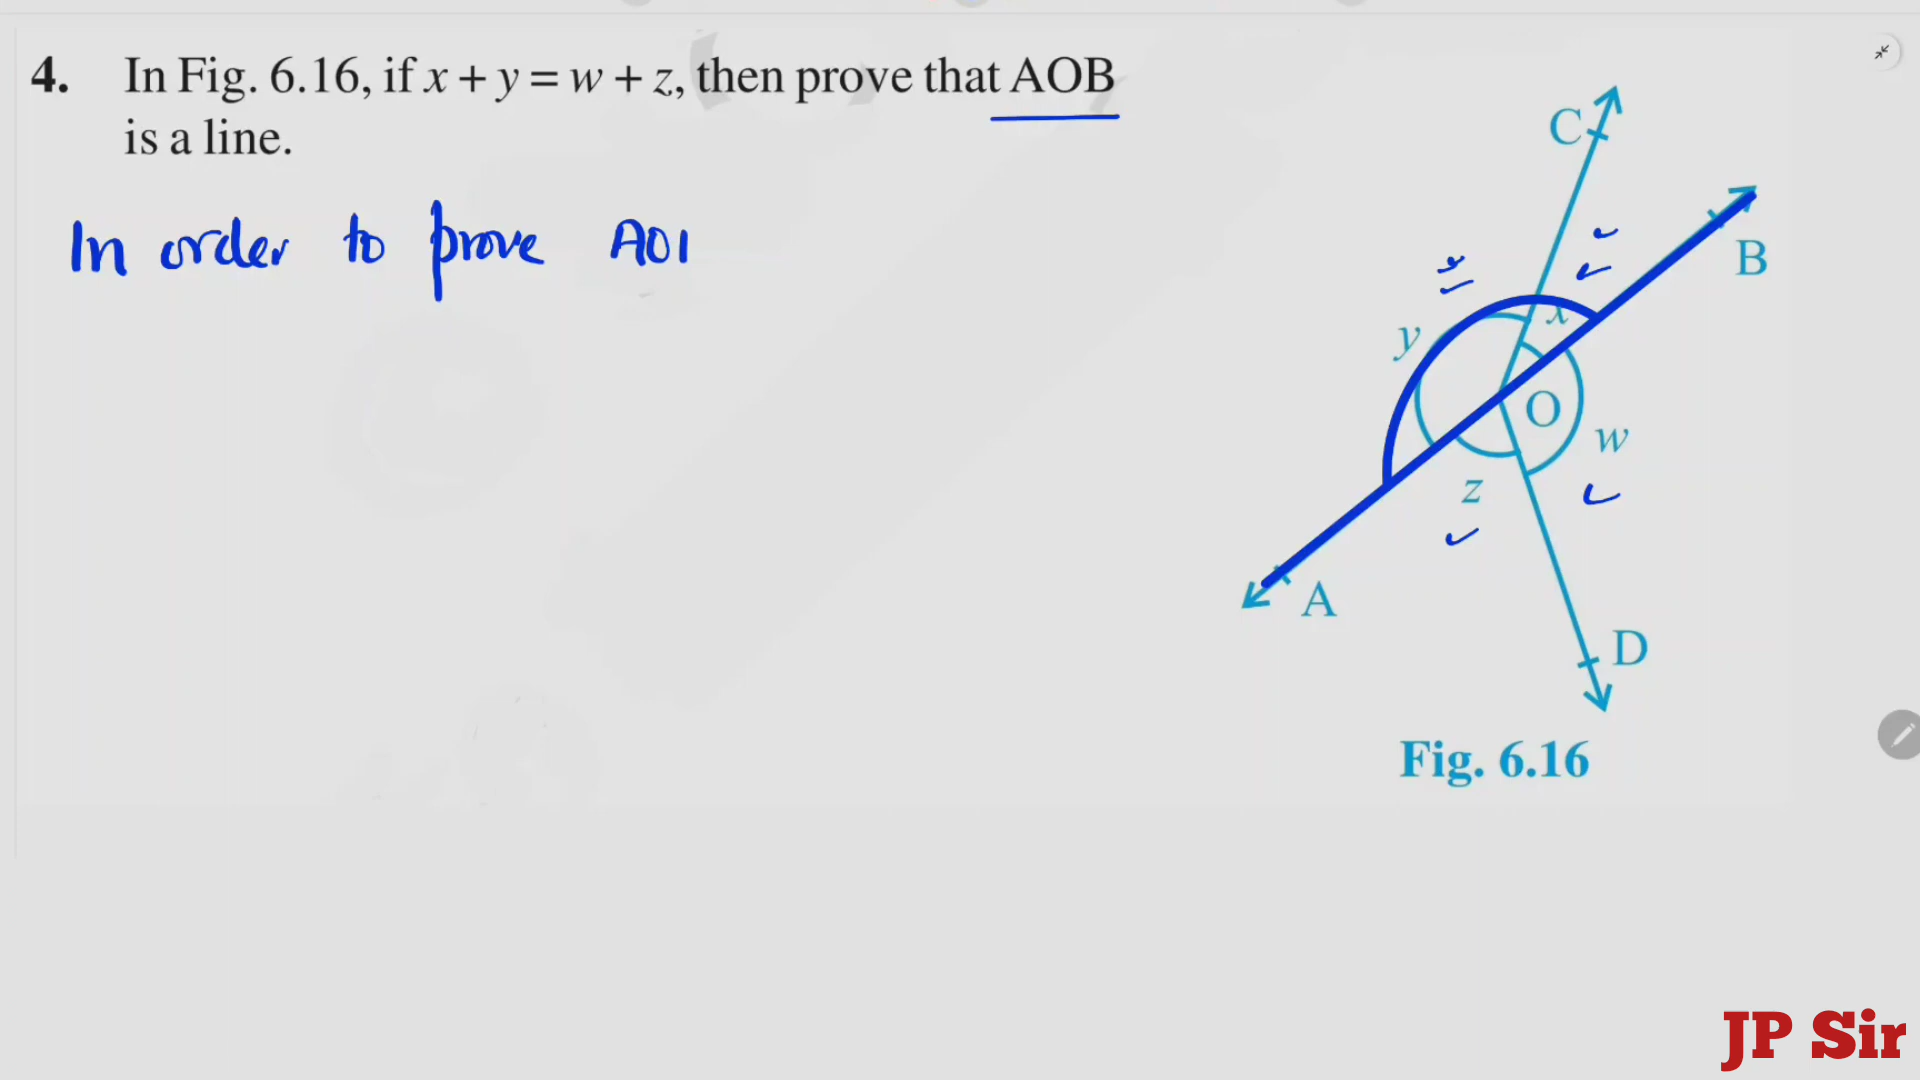 4. In Fig. 6.16, if x + y = w + z, then prove that AOB
is a line.
In order to prove AOI
C
B
x
y
O
w
z
A
D
Fig. 6.16
JP Sir